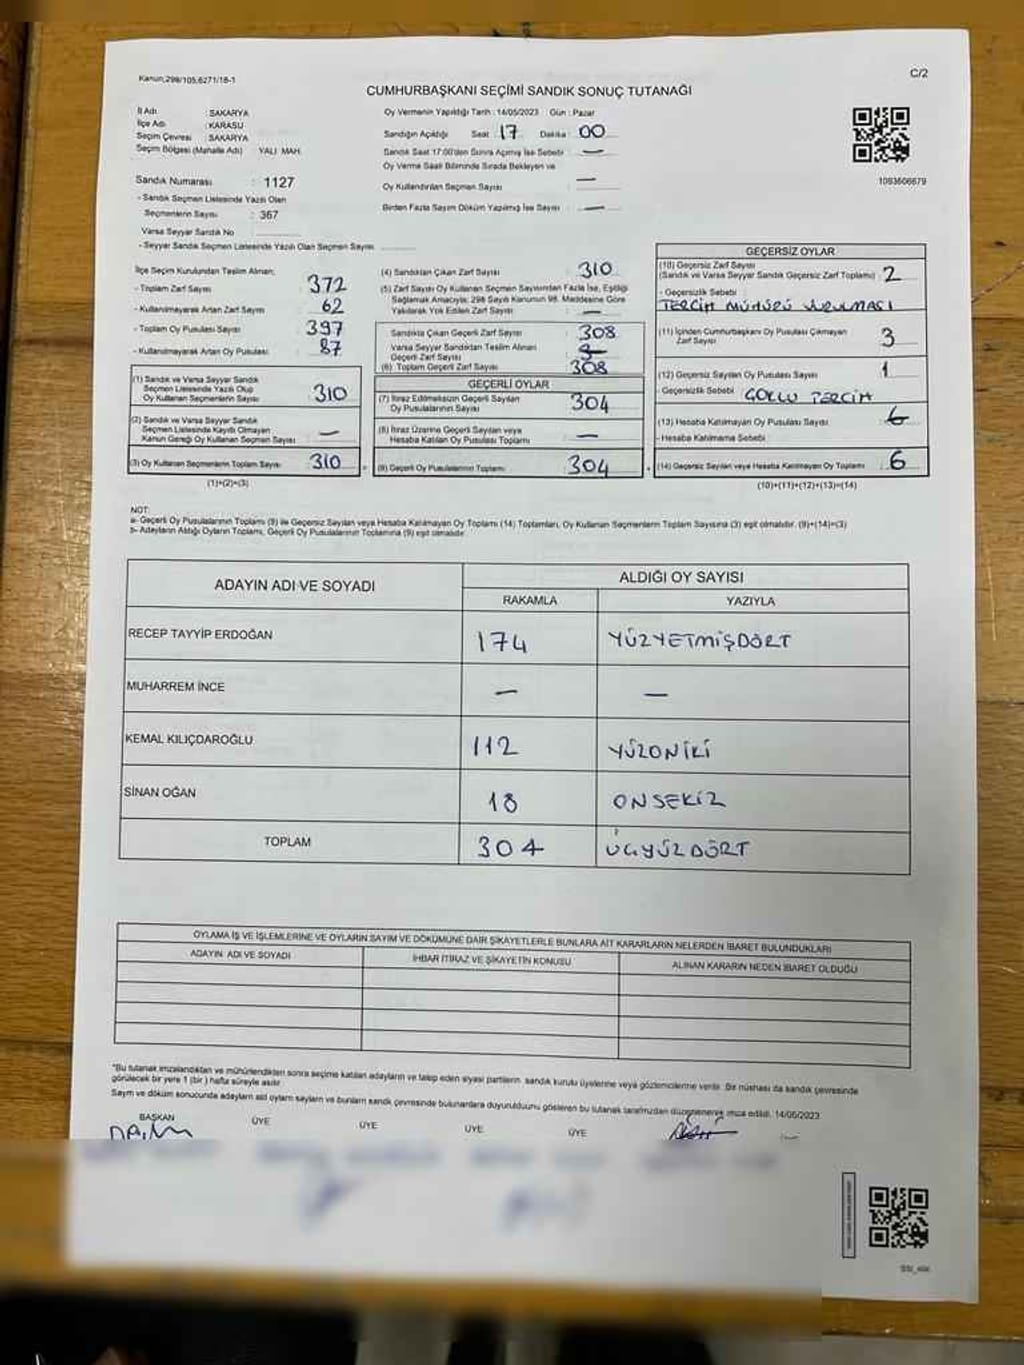 Kanun,298/105,6271/18-1
C/2
CUMHURBAŞKANI SEÇİMİ SANDIK SONUÇ TUTANAĞI
İl Adı : SAKARYA
İlçe Adı : KARASU
Seçim Çevresi : SAKARYA
Seçim Bölgesi (Mahalle Adı) YALI MAH.
Oy Vermenin Yapıldığı Tarih : 14/05/2023 Gün : Pazar
Sandığın Açıldığı Saat : 17 Dakika : 00
Sandık Saat 17:00'den Sonra Açılmış İse Sebebi : —
Oy Verme Saati Bitiminde Sırada Bekleyen ve
Oy Kullandırılan Seçmen Sayısı : —
Birden Fazla Sayım Döküm Yapılmış İse Sayısı : —
Sandık Numarası : 1127
- Sandık Seçmen Listesinde Yazılı Olan
Seçmenlerin Sayısı : 367
Varsa Seyyar Sandık No
- Seyyar Sandık Seçmen Listesinde Yazılı Olan Seçmen Sayısı
İlçe Seçim Kurulundan Teslim Alınan;
- Toplam Zarf Sayısı 372
- Kullanılmayarak Artan Zarf Sayısı 62
- Toplam Oy Pusulası Sayısı 397
- Kullanılmayarak Artan Oy Pusulası 87
(1) Sandık ve Varsa Seyyar Sandık
Seçmen Listesinde Yazılı Olup
Oy Kullanan Seçmenlerin Sayısı 310
(2) Sandık ve Varsa Seyyar Sandık
Seçmen Listesinde Kayıtlı Olmayan
Kanun Gereği Oy Kullanan Seçmen Sayısı —
(3) Oy Kullanan Seçmenlerin Toplam Sayısı 310
(1)+(2)=(3)
(4) Sandıktan Çıkan Zarf Sayısı 310
(5) Zarf Sayısı Oy Kullanan Seçmen Sayısından Fazla İse, Eşitliği
Sağlamak Amacıyla; 298 Sayılı Kanunun 98. Maddesine Göre
Yakılarak Yok Edilen Zarf Sayısı : —
Sandıkta Çıkan Geçerli Zarf Sayısı 308
Varsa Seyyar Sandıktan Teslim Alınan
Geçerli Zarf Sayısı
(6) Toplam Geçerli Zarf Sayısı 308
GEÇERLİ OYLAR
(7) İtiraz Edilmeksizin Geçerli Sayılan
Oy Pusulalarının Sayısı 304
(8) İtiraz Üzerine Geçerli Sayılan veya
Hesaba Katılan Oy Pusulası Toplamı —
(9) Geçerli Oy Pusulalarının Toplamı 304
1093606679
GEÇERSİZ OYLAR
(10) Geçersiz Zarf Sayısı
(Sandık ve Varsa Seyyar Sandık Geçersiz Zarf Toplamı) 2
- Geçersizlik Sebebi :
TERCİH MÜHÜRÜ VURULMASI
(11) İçinden Cumhurbaşkanı Oy Pusulası Çıkmayan
Zarf Sayısı 3
(12) Geçersiz Sayılan Oy Pusulası Sayısı 1
- Geçersizlik Sebebi ÇOKLU TERCİH
(13) Hesaba Katılmayan Oy Pusulası Sayısı
- Hesaba Katılmama Sebebi
(14) Geçersiz Sayılan veya Hesaba Katılmayan Oy Toplamı : 6
(10)+(11)+(12)+(13)=(14)
NOT:
a- Geçerli Oy Pusulalarının Toplamı (9) ile Geçersiz Sayılan veya Hesaba Katılmayan Oy Toplamı (14) Toplamları, Oy Kullanan Seçmenlerin Toplam Sayısına (3) eşit olmalıdır. (9)+(14)=(3)
b- Adayların Aldığı Oyların Toplamı, Geçerli Oy Pusulalarının Toplamına (9) eşit olmalıdır.
ADAYIN ADI VE SOYADI
ALDIĞI OY SAYISI
RAKAMLA YAZIYLA
RECEP TAYYİP ERDOĞAN 174 YÜZYETMİŞDÖRT
MUHARREM İNCE — —
KEMAL KILIÇDAROĞLU 112 YÜZONİKİ
SİNAN OĞAN 18 ONSEKİZ
TOPLAM 304 ÜÇYÜZDÖRT
OYLAMA İŞ VE İŞLEMLERİNE VE OYLARIN SAYIM VE DÖKÜMÜNE DAİR ŞİKAYETLERLE BUNLARA AİT KARARLARIN NELERDEN İBARET BULUNDUKLARI
ADAYIN ADI VE SOYADI İHBAR İTİRAZ VE ŞİKAYETİN KONUSU ALINAN KARARIN NEDEN İBARET OLDUĞU
"Bu tutanak imzalandıktan ve mühürlendikten sonra seçime katılan adayların ve talep eden siyasi partilerin sandık kurulu üyelerine veya gözlemcilerine verilir. Bir nüshası da sandık çevresinde
görülecek bir yere 1 (bir) hafta süreyle asılır.
Sayım ve döküm sonucunda adayların aldığı oyların sayılarını ve bunların sandık çevresinde bulunanlara duyurulduunu gösteren bu tutanak tarafımızdan düzenlenerek imza edildi. 14/05/2023
BAŞKAN ÜYE ÜYE ÜYE ÜYE